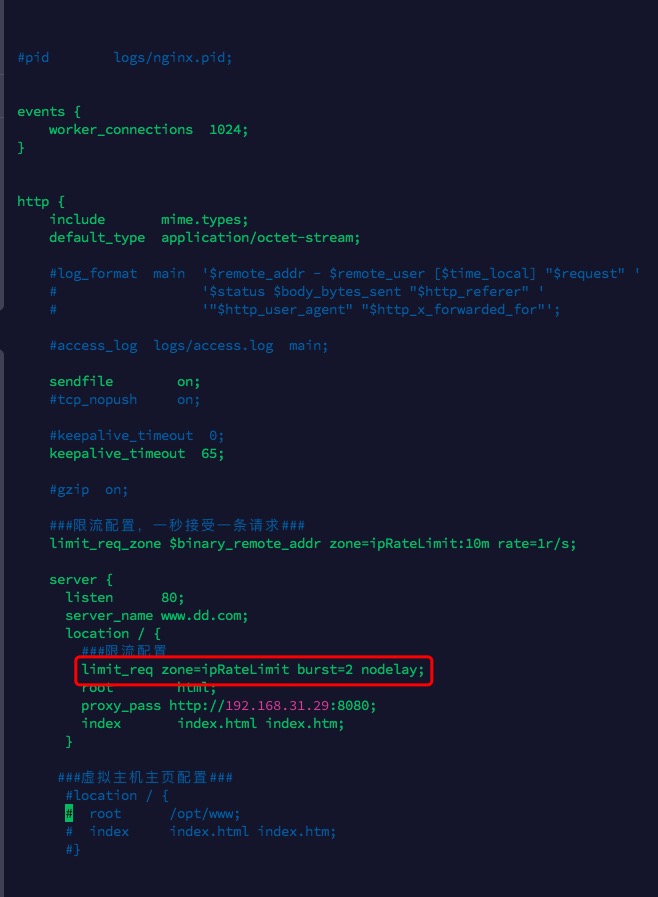 #pid        logs/nginx.pid;
events {
    worker_connections  1024;
}
http {
    include       mime.types;
    default_type  application/octet-stream;
    #log_format  main  '$remote_addr - $remote_user [$time_local] "$request" '
    #                  '$status $body_bytes_sent "$http_referer" '
    #                  '"$http_user_agent" "$http_x_forwarded_for"';
    #access_log  logs/access.log  main;
    sendfile        on;
    #tcp_nopush     on;
    #keepalive_timeout  0;
    keepalive_timeout  65;
    #gzip  on;
    ###限流配置，一秒接受一条请求###
    limit_req_zone $binary_remote_addr zone=ipRateLimit:10m rate=1r/s;
    server {
      listen      80;
      server_name www.dd.com;
      location / {
        ###限流配置
        limit_req zone=ipRateLimit burst=2 nodelay;
        root        html;
        proxy_pass http://192.168.31.29:8080;
        index       index.html index.htm;
      }
     ###虚拟主机主页配置###
      #location / {
      #  root      /opt/www;
      #  index     index.html index.htm;
      #}